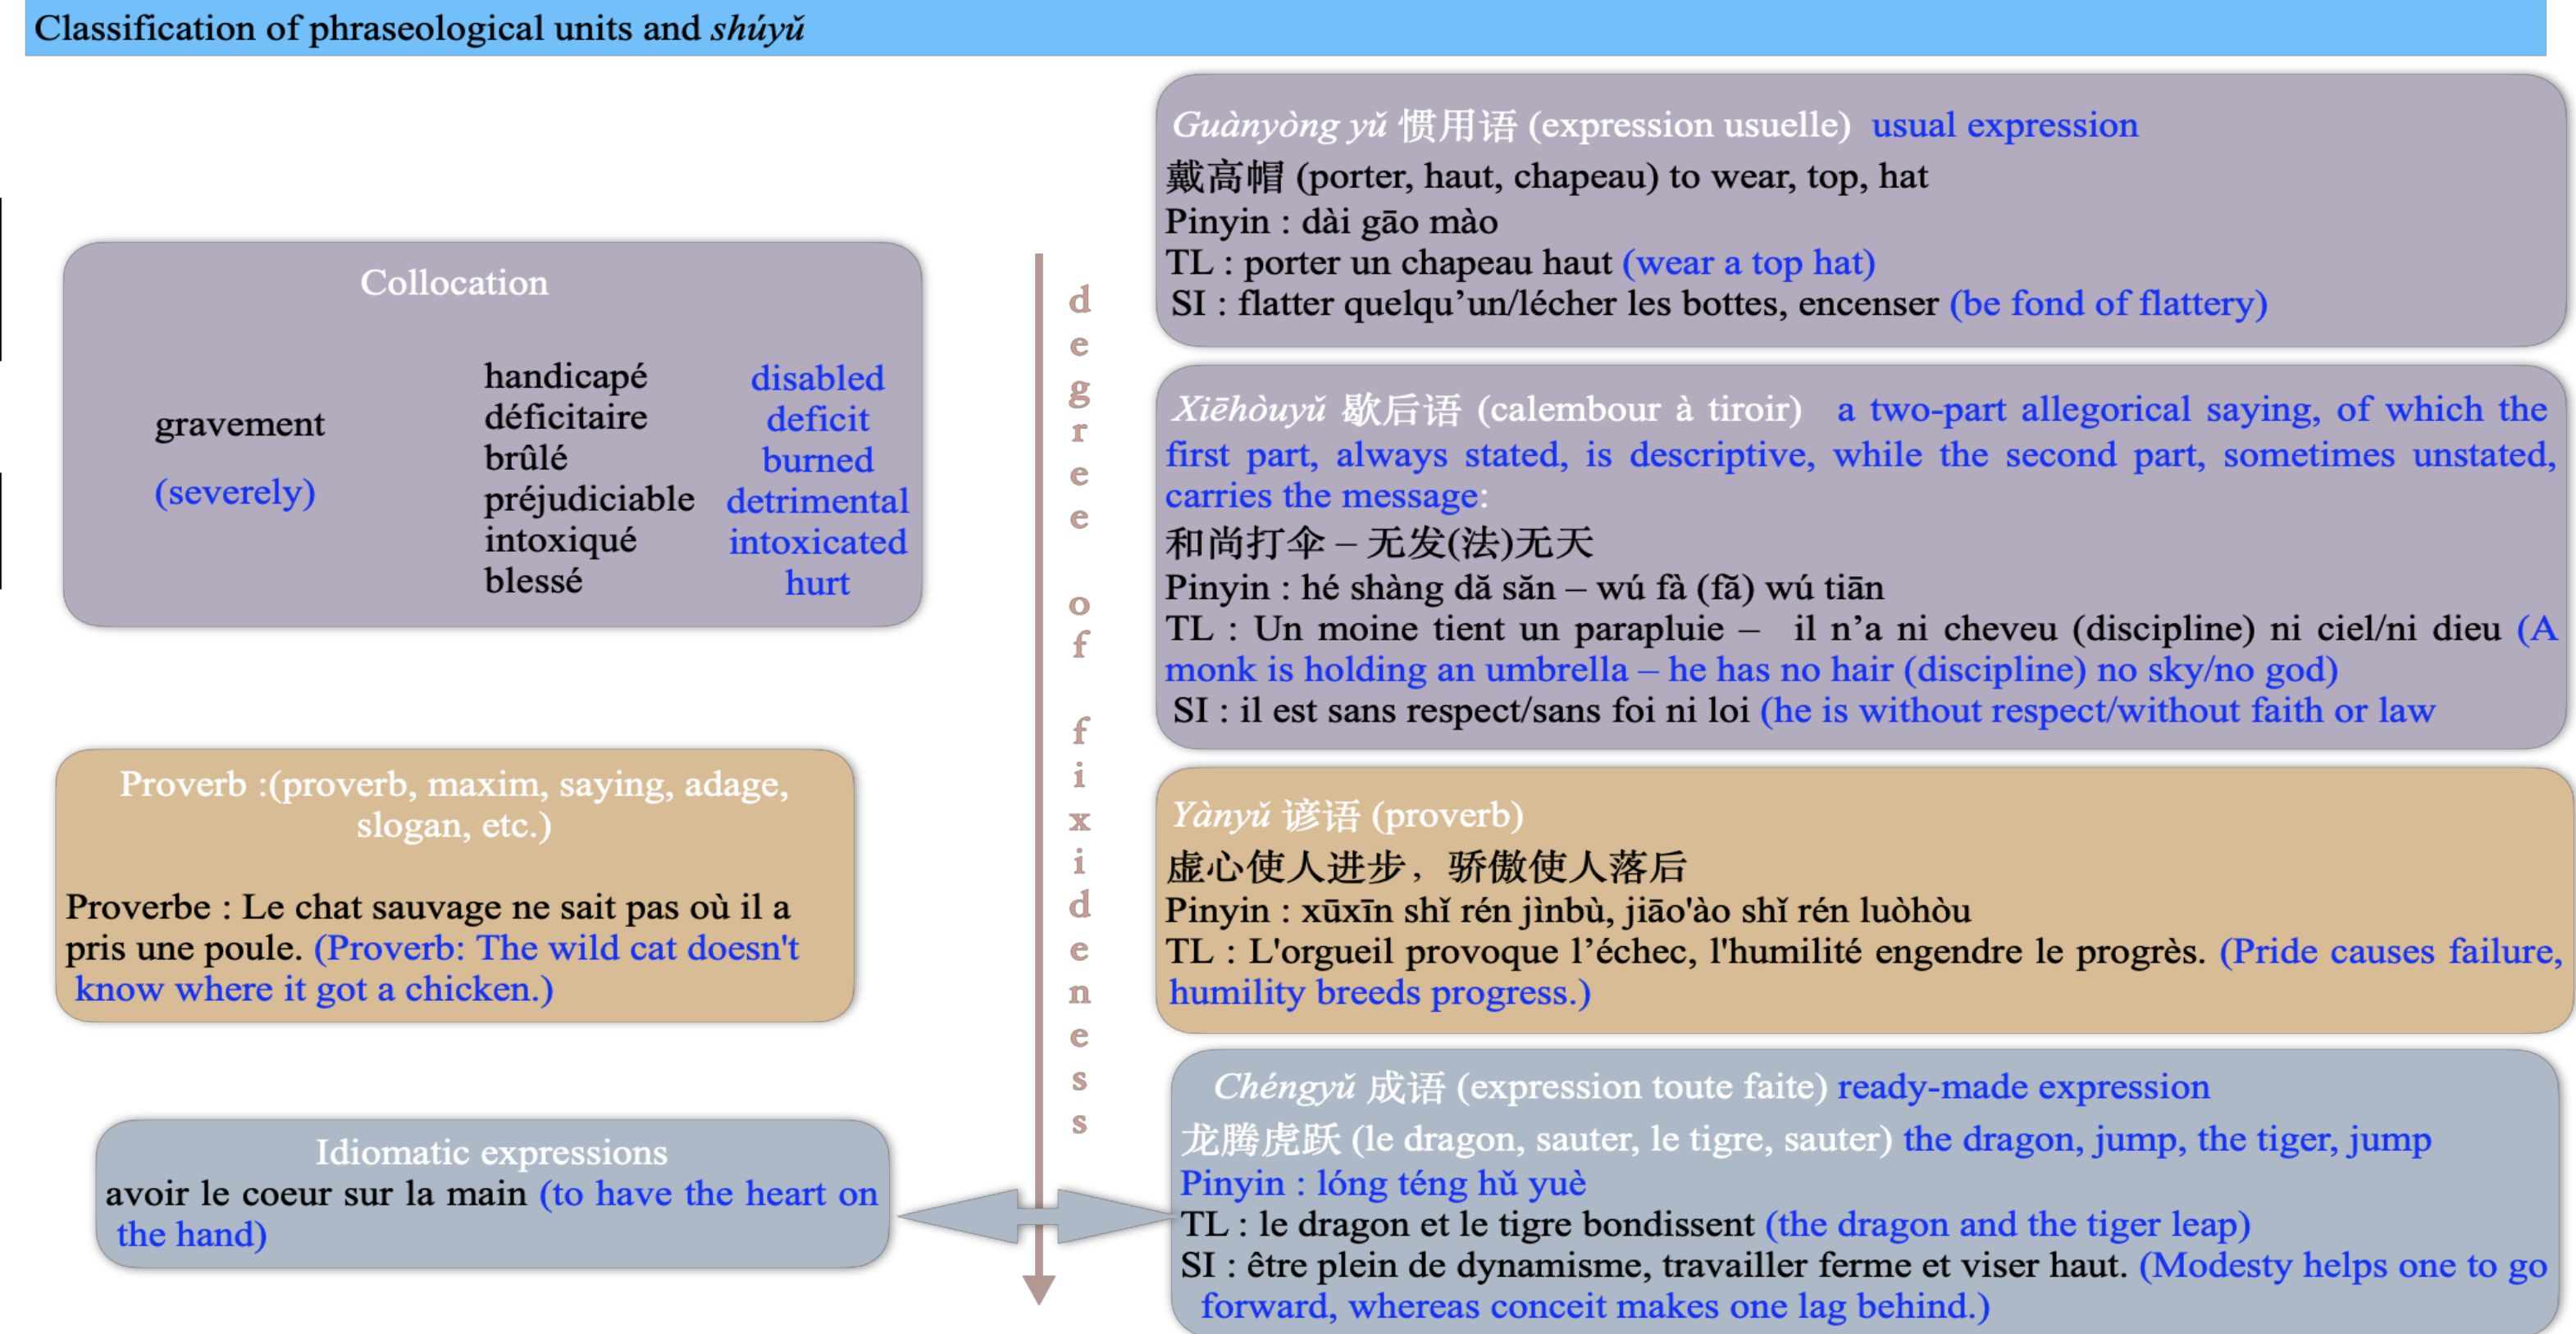 Classification of phraseological units and shúyǔ
Collocation
gravement
(severely)
handicapé disabled
déficitaire deficit
brûlé burned
préjudiciable detrimental
intoxiqué intoxicated
blessé hurt
Proverb :(proverb, maxim, saying, adage,
slogan, etc.)
Proverbe : Le chat sauvage ne sait pas où il a
pris une poule. (Proverb: The wild cat doesn't
know where it got a chicken.)
Idiomatic expressions
avoir le coeur sur la main (to have the heart on
the hand)
degree of fixideness
Guànyòng yǔ 惯用语 (expression usuelle) usual expression
戴高帽 (porter, haut, chapeau) to wear, top, hat
Pinyin : dài gāo mào
TL : porter un chapeau haut (wear a top hat)
SI : flatter quelqu’un/lécher les bottes, encenser (be fond of flattery)
Xiēhòuyǔ 歇后语 (calembour à tiroir) a two-part allegorical saying, of which the
first part, always stated, is descriptive, while the second part, sometimes unstated,
carries the message:
和尚打伞 – 无发(法)无天
Pinyin : hé shàng dǎ sǎn – wú fà (fǎ) wú tiān
TL : Un moine tient un parapluie – il n’a ni cheveu (discipline) ni ciel/ni dieu (A
monk is holding an umbrella – he has no hair (discipline) no sky/no god)
SI : il est sans respect/sans foi ni loi (he is without respect/without faith or law
Yànyǔ 谚语 (proverb)
虚心使人进步，骄傲使人落后
Pinyin : xūxīn shǐ rén jìnbù, jiāo'ào shǐ rén luòhòu
TL : L'orgueil provoque l’échec, l'humilité engendre le progrès. (Pride causes failure,
humility breeds progress.)
Chéngyǔ 成语 (expression toute faite) ready-made expression
龙腾虎跃 (le dragon, sauter, le tigre, sauter) the dragon, jump, the tiger, jump
Pinyin : lóng téng hǔ yuè
TL : le dragon et le tigre bondissent (the dragon and the tiger leap)
SI : être plein de dynamisme, travailler ferme et viser haut. (Modesty helps one to go
forward, whereas conceit makes one lag behind.)